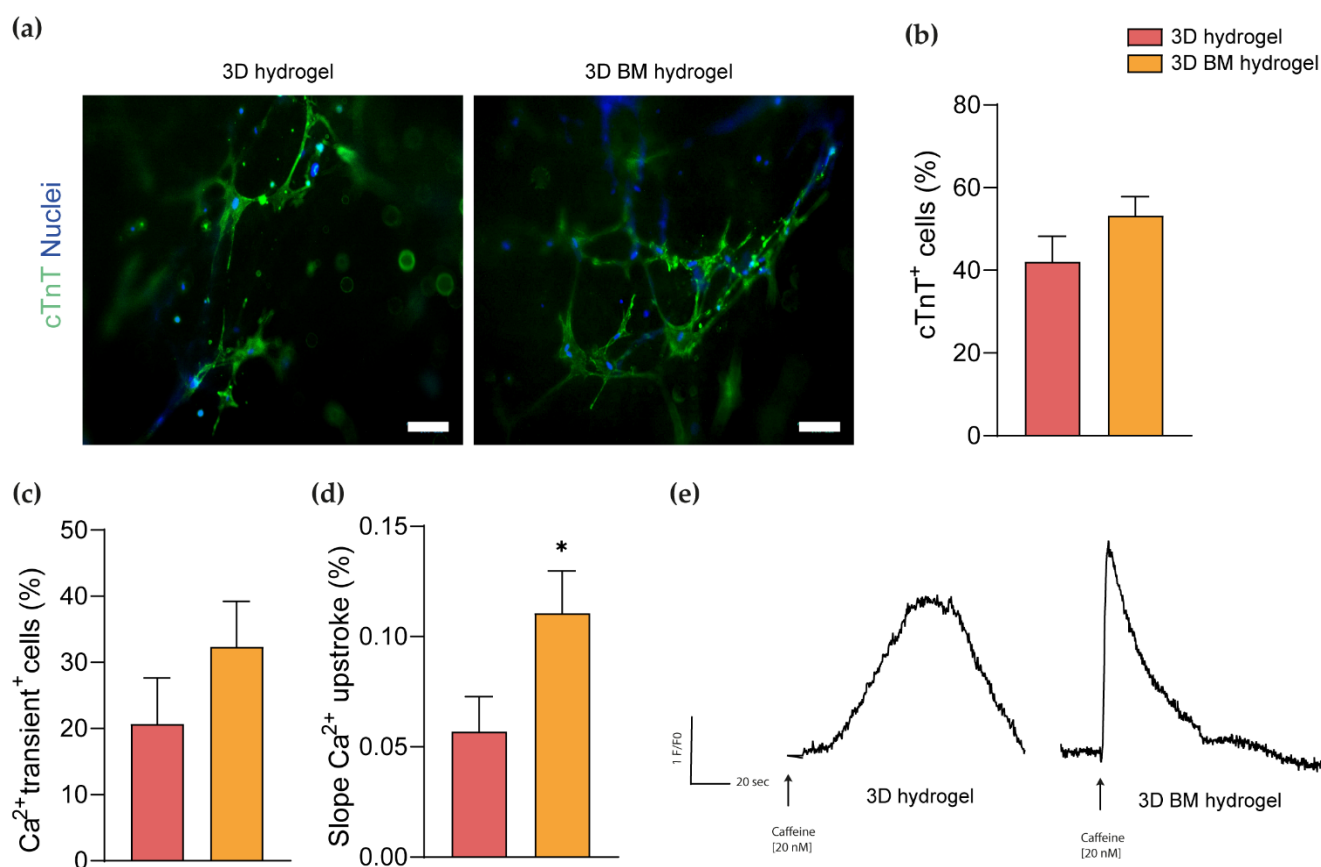 (a)
3D hydrogel
3D BM hydrogel
cTnT Nuclei
(b)
3D hydrogel
3D BM hydrogel
cTnT⁺ cells (%)
80
60
40
20
0
(c)
Ca²⁺transient⁺ cells (%)
50
40
30
20
10
0
(d)
Slope Ca²⁺ upstroke (%)
0.15
0.10
0.05
0.00
*
(e)
1 F/F0
20 sec
Caffeine
[20 nM]
3D hydrogel
Caffeine
[20 nM]
3D BM hydrogel